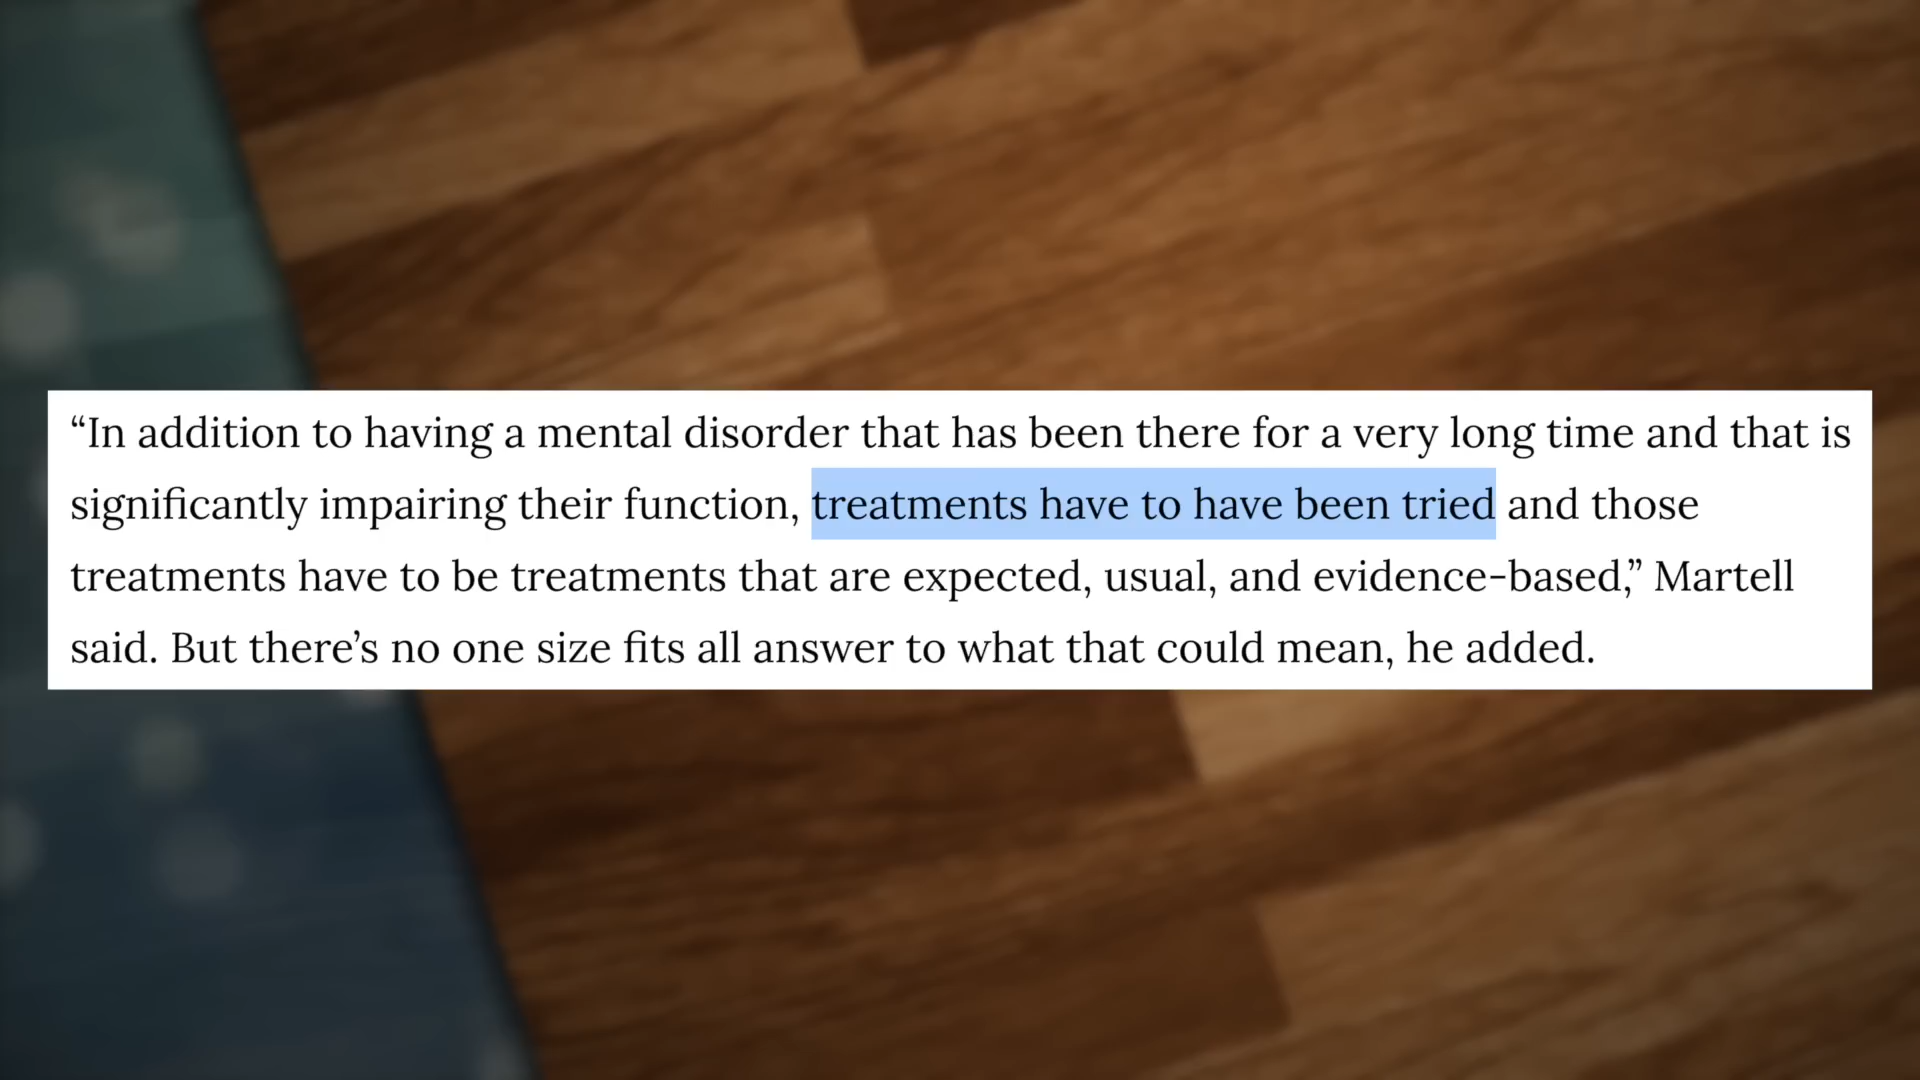 “In addition to having a mental disorder that has been there for a very long time and that is
significantly impairing their function, treatments have to have been tried and those
treatments have to be treatments that are expected, usual, and evidence-based,” Martell
said. But there’s no one size fits all answer to what that could mean, he added.